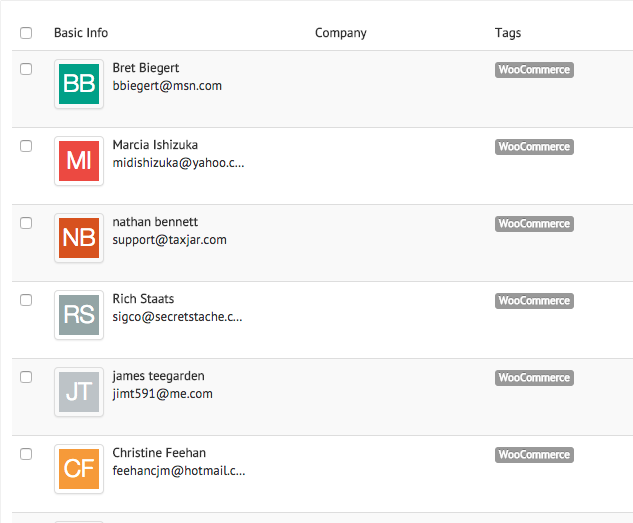 Basic Info Company Tags
BB Bret Biegert WooCommerce
bbiegert@msn.com
MI Marcia Ishizuka WooCommerce
midishizuka@yahoo.c...
NB nathan bennett WooCommerce
support@taxjar.com
RS Rich Staats WooCommerce
sigco@secretstache.c...
JT james teegarden WooCommerce
jimt591@me.com
CF Christine Feehan WooCommerce
feehancjm@hotmail.c...